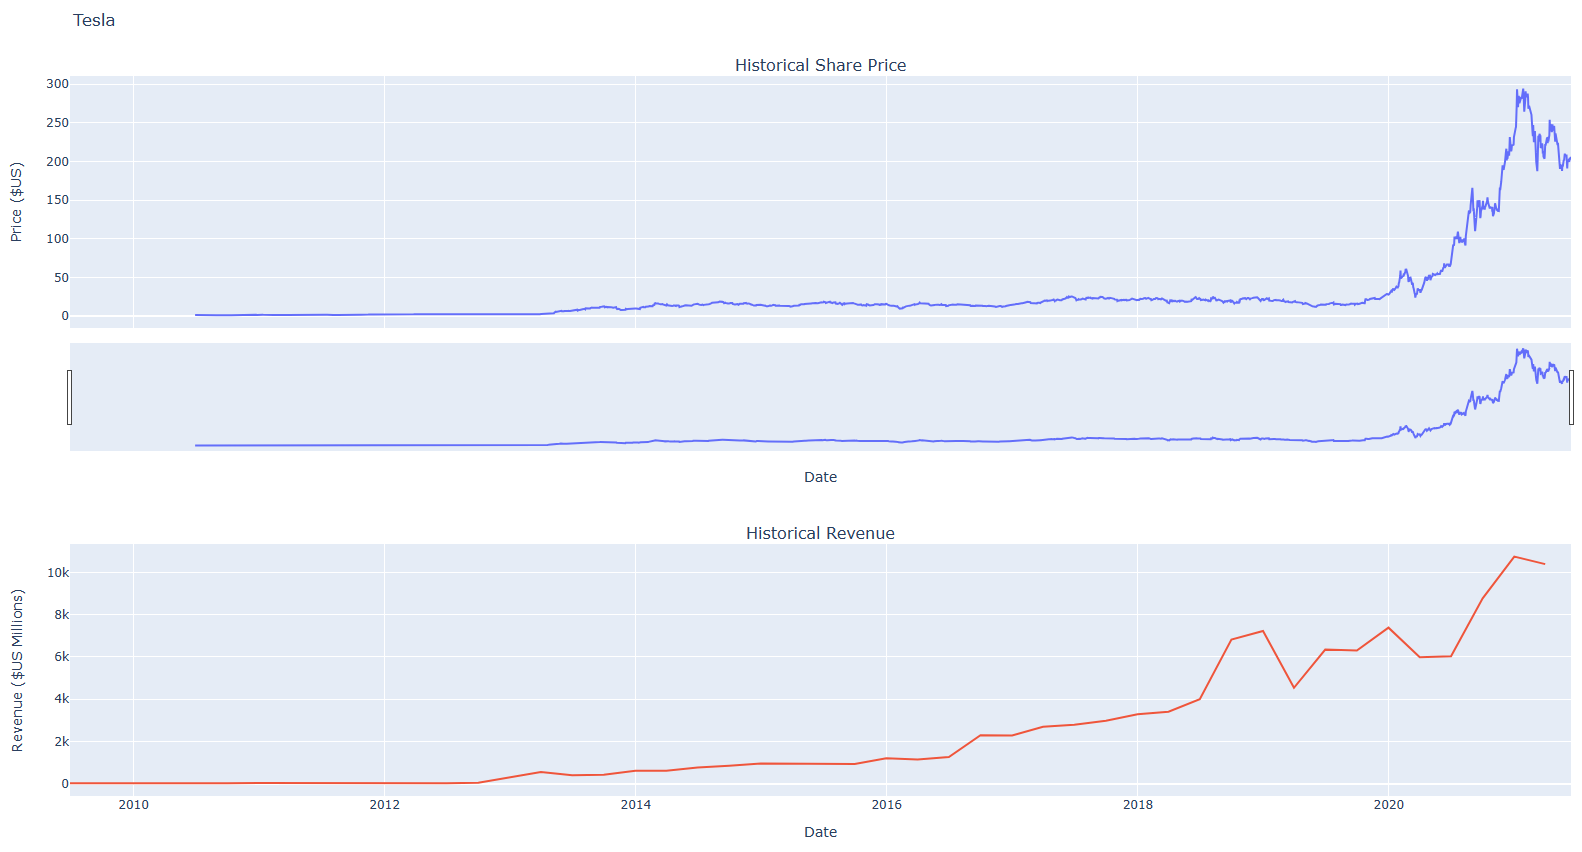 Tesla
Historical Share Price
Price ($US)
300
250
200
150
100
50
0
Date
Historical Revenue
Revenue ($US Millions)
10k
8k
6k
4k
2k
0
2010 2012 2014 2016 2018 2020
Date